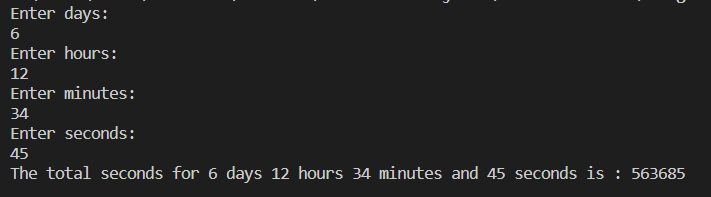 Enter days:
6
Enter hours:
12
Enter minutes:
34
Enter seconds:
45
The total seconds for 6 days 12 hours 34 minutes and 45 seconds is : 563685